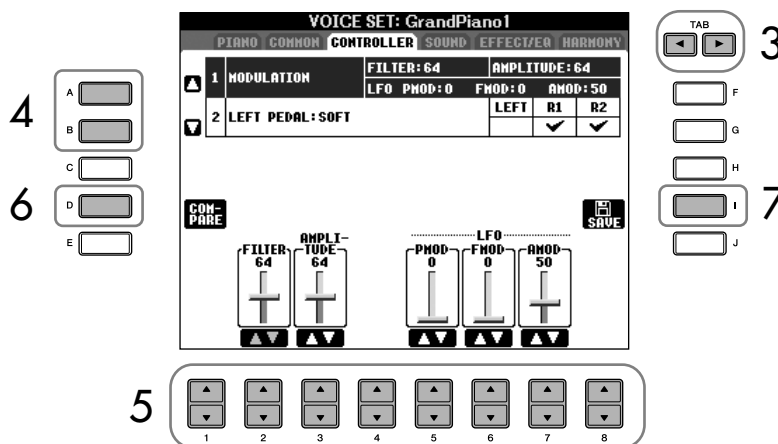 VOICE SET: GrandPiano1
PIANO COMMON CONTROLLER SOUND EFFECT/EQ HARMONY
TAB
3
1 MODULATION FILTER:64 AMPLITUDE:64
LFO PMOD:0 FMOD:0 AMOD:50
2 LEFT PEDAL:SOFT LEFT R1 R2
4
A
B
C
6
D
E
F
G
H
7
I
J
COM-
PARE
SAVE
LFO
FILTER AMPLI-
TUDE PMOD FMOD AMOD
64 64 0 0 50
5
1 2 3 4 5 6 7 8